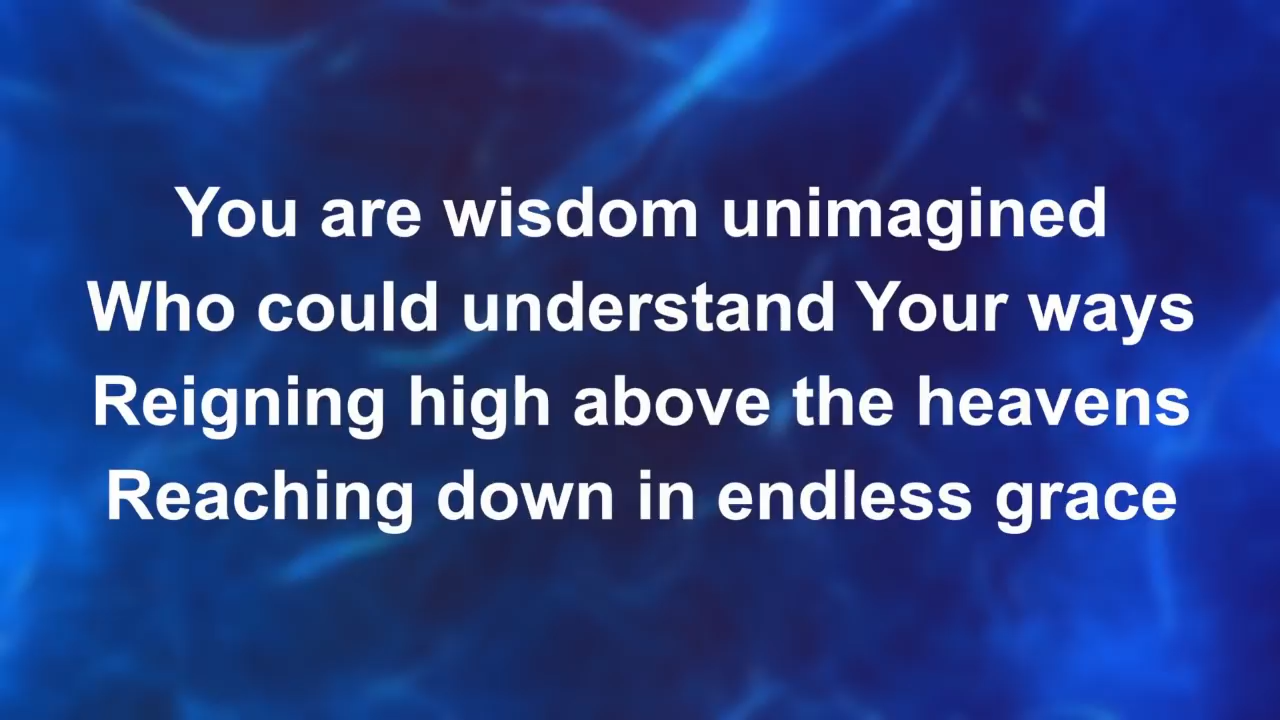 You are wisdom unimagined
Who could understand Your ways
Reigning high above the heavens
Reaching down in endless grace